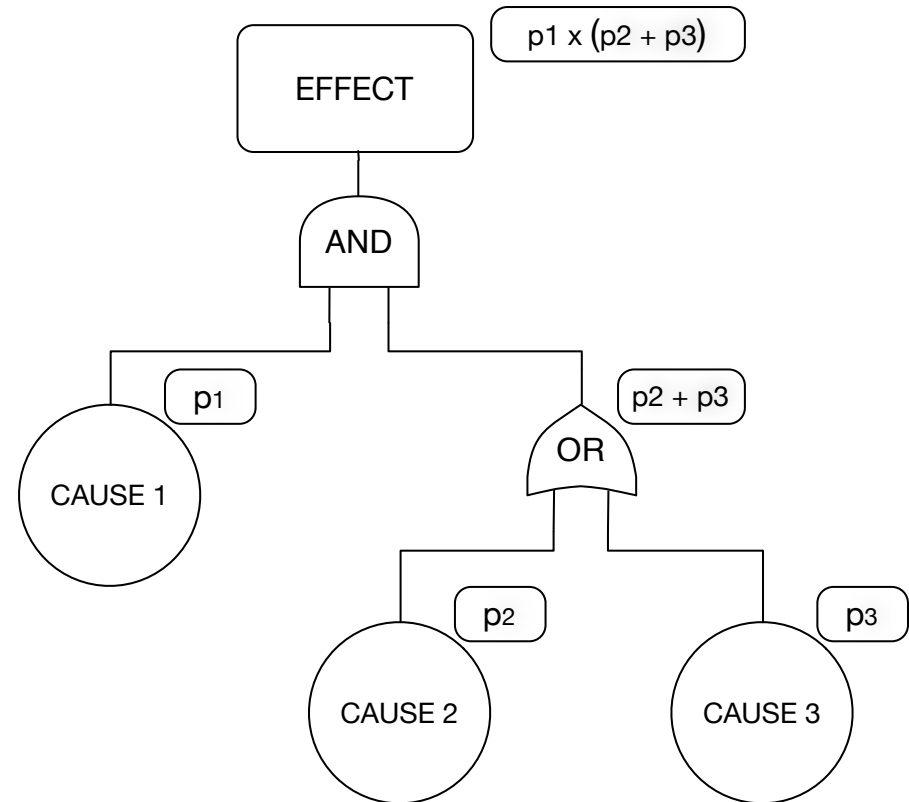 p1 x (p2 + p3)
EFFECT
AND
p1
p2 + p3
OR
CAUSE 1
p2
p3
CAUSE 2
CAUSE 3